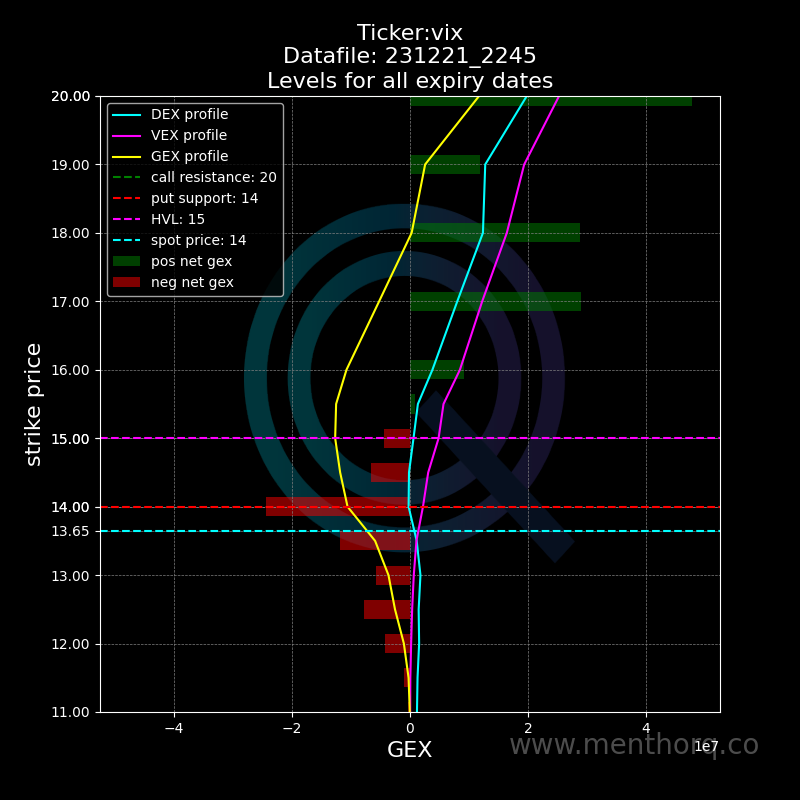 Ticker:vix
Datafile: 231221_2245
Levels for all expiry dates
DEX profile
VEX profile
GEX profile
call resistance: 20
put support: 14
HVL: 15
spot price: 14
pos net gex
neg net gex
20.00
19.00
18.00
17.00
16.00
15.00
14.00
13.65
13.00
12.00
11.00
strike price
−4
−2
0
2
4
1e7
GEX
www.menthorq.co